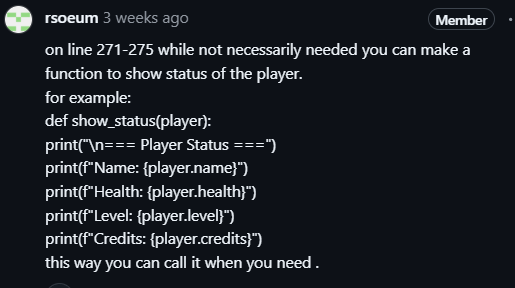 rsoeum 3 weeks ago Member
on line 271-275 while not necessarily needed you can make a
function to show status of the player.
for example:
def show_status(player):
print("\n=== Player Status ===")
print(f"Name: {player.name}")
print(f"Health: {player.health}")
print(f"Level: {player.level}")
print(f"Credits: {player.credits}")
this way you can call it when you need .